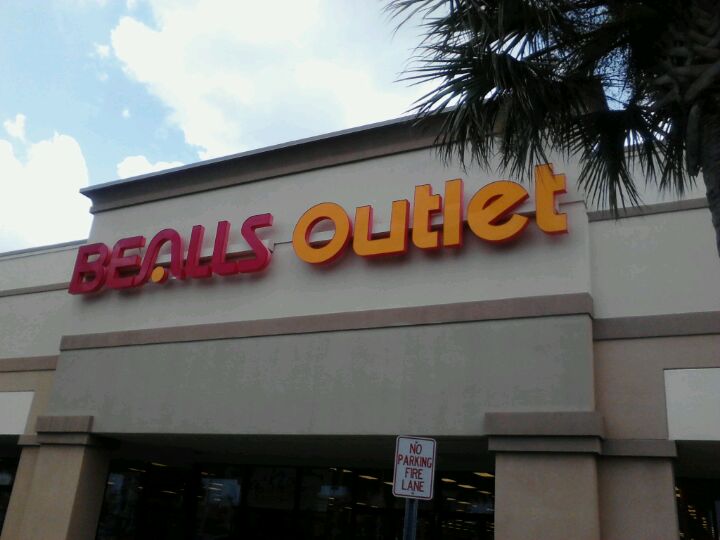 BEALLS Outlet
NO
PARKING
FIRE
LANE